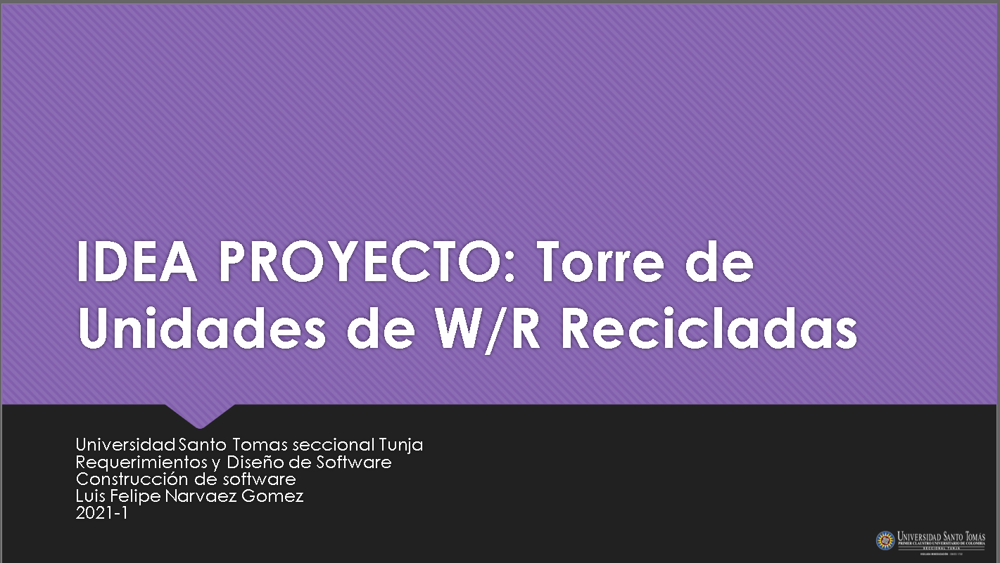 IDEA PROYECTO: Torre de
Unidades de W/R Recicladas
Universidad Santo Tomas seccional Tunja
Requerimientos y Diseño de Software
Construcción de software
Luis Felipe Narvaez Gomez
2021-1
UNIVERSIDAD SANTO TOMÁS
PRIMER CLAUSTRO UNIVERSITARIO DE COLOMBIA
SECCIONAL TUNJA